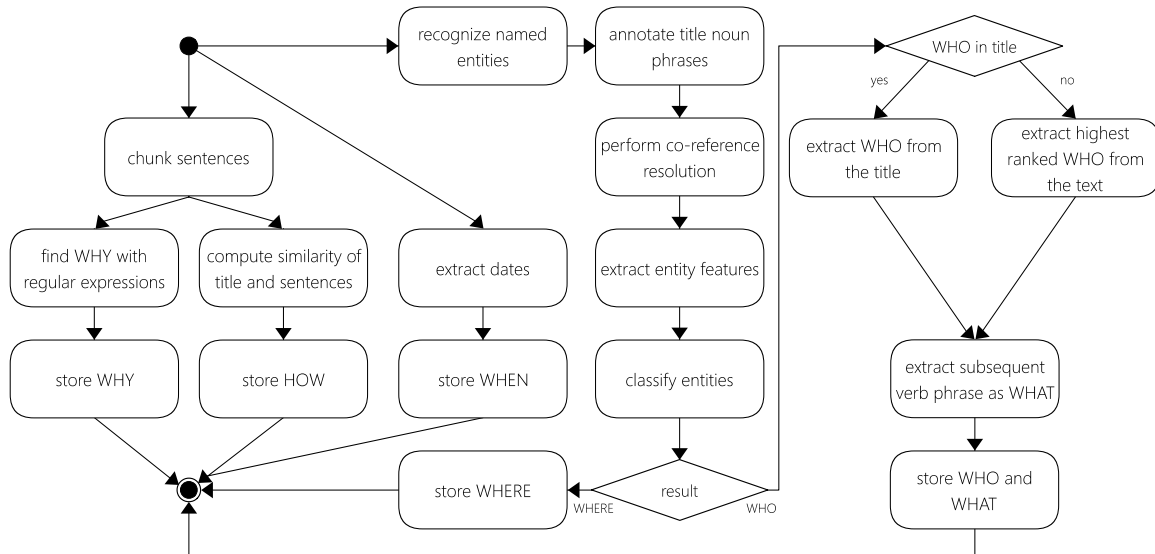 recognize named
entities
annotate title noun
phrases
WHO in title
yes
no
chunk sentences
perform co-reference
resolution
extract WHO from
the title
extract highest
ranked WHO from
the text
find WHY with
regular expressions
compute similarity of
title and sentences
extract dates
extract entity features
store WHY
store HOW
store WHEN
classify entities
extract subsequent
verb phrase as WHAT
store WHERE
WHERE
result
WHO
store WHO and
WHAT